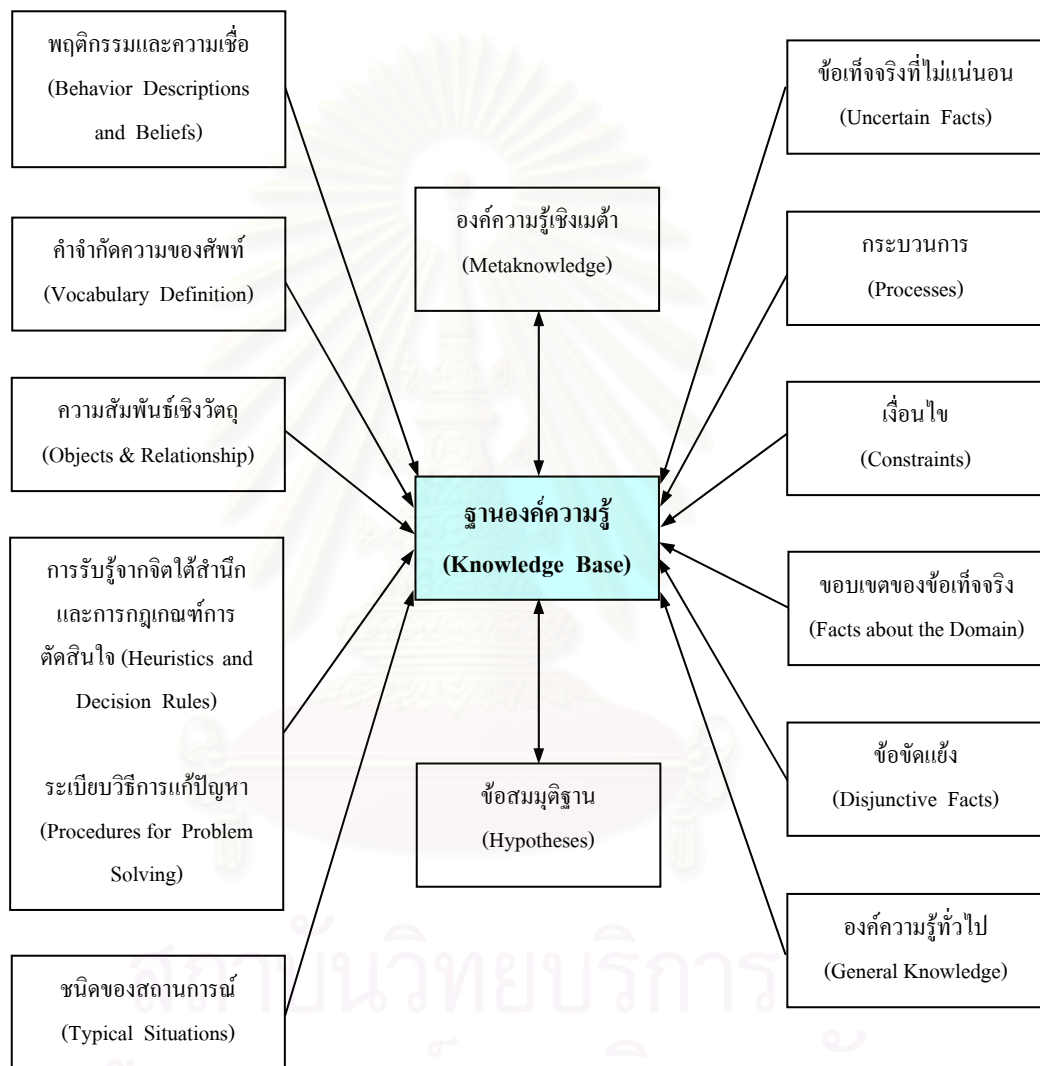 พฤติกรรมและความเชื่อ
(Behavior Descriptions
and Beliefs)
คำจำกัดความของศัพท์
(Vocabulary Definition)
ความสัมพันธ์เชิงวัตถุ
(Objects & Relationship)
การรับรู้จากจิตใต้สำนึก
และการกฎเกณฑ์การ
ตัดสินใจ (Heuristics and
Decision Rules)
ระเบียบวิธีการแก้ปัญหา
(Procedures for Problem
Solving)
ชนิดของสถานการณ์
(Typical Situations)
องค์ความรู้เชิงเมต้า
(Metaknowledge)
ฐานองค์ความรู้
(Knowledge Base)
ข้อสมมุติฐาน
(Hypotheses)
ข้อเท็จจริงที่ไม่แน่นอน
(Uncertain Facts)
กระบวนการ
(Processes)
เงื่อนไข
(Constraints)
ขอบเขตของข้อเท็จจริง
(Facts about the Domain)
ข้อขัดแย้ง
(Disjunctive Facts)
องค์ความรู้ทั่วไป
(General Knowledge)
สถาบันวิทยบริการ